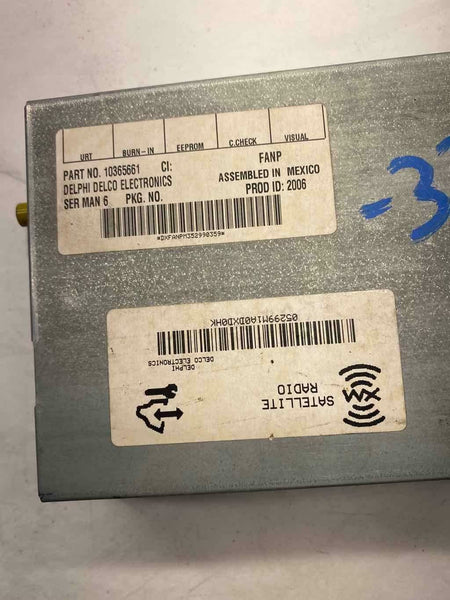 URT BURN-IN EEPROM C.CHECK VISUAL
PART NO. 10365661 CI: FANP
DELPHI DELCO ELECTRONICS ASSEMBLED IN MEXICO
SER MAN 6 PKG. NO. PROD ID: 2006
*DXFANPM352990359*
-3
05299M1A0DXD0HK
DELPHI
DELCO ELECTRONICS
XM
SATELLITE
RADIO